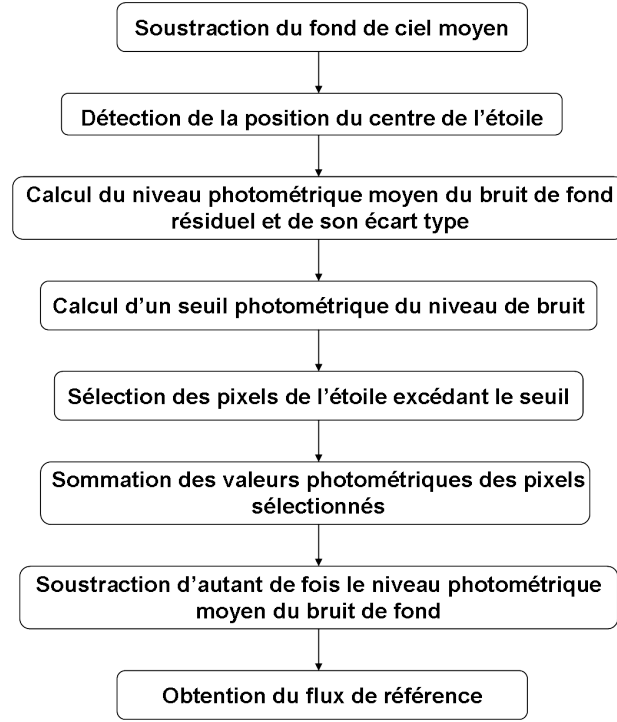 Soustraction du fond de ciel moyen
Détection de la position du centre de l'étoile
Calcul du niveau photométrique moyen du bruit de fond
résiduel et de son écart type
Calcul d'un seuil photométrique du niveau de bruit
Sélection des pixels de l'étoile excédant le seuil
Sommation des valeurs photométriques des pixels
sélectionnés
Soustraction d'autant de fois le niveau photométrique
moyen du bruit de fond
Obtention du flux de référence